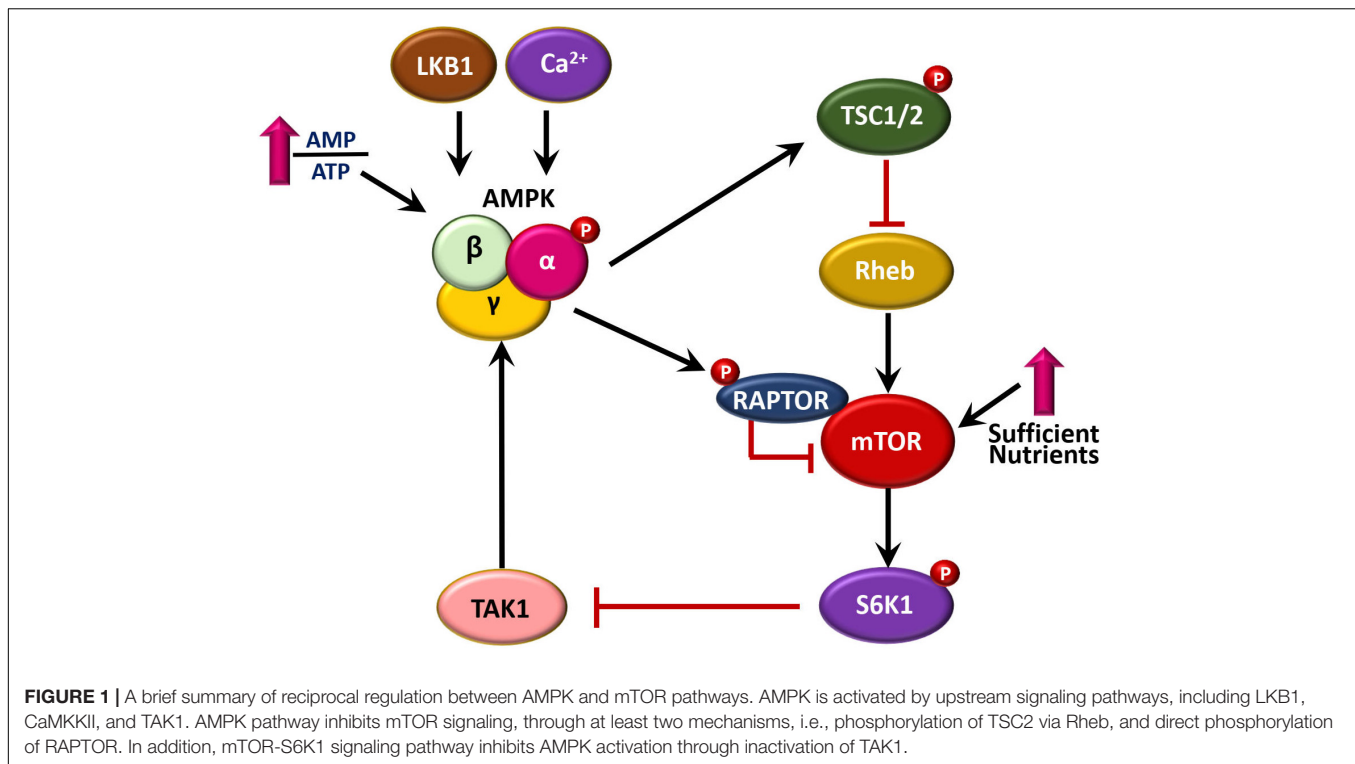 LKB1
Ca²⁺
P
TSC1/2
AMP
ATP
AMPK
β
α
P
γ
Rheb
P
RAPTOR
mTOR
Sufficient
Nutrients
TAK1
S6K1
P
FIGURE 1 | A brief summary of reciprocal regulation between AMPK and mTOR pathways. AMPK is activated by upstream signaling pathways, including LKB1,
CaMKKII, and TAK1. AMPK pathway inhibits mTOR signaling, through at least two mechanisms, i.e., phosphorylation of TSC2 via Rheb, and direct phosphorylation
of RAPTOR. In addition, mTOR-S6K1 signaling pathway inhibits AMPK activation through inactivation of TAK1.